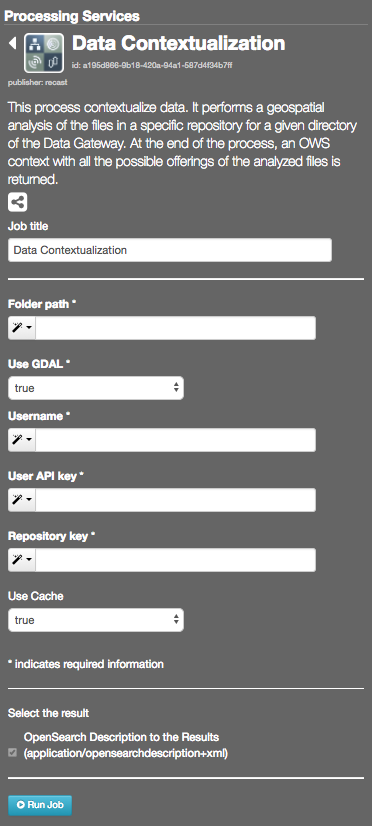 Processing Services
Data Contextualization
id: a195d866-9b18-420a-94a1-587d4f34b7ff
publisher: recast
This process contextualize data. It performs a geospatial
analysis of the files in a specific repository for a given directory
of the Data Gateway. At the end of the process, an OWS
context with all the possible offerings of the analyzed files is
returned.
Job title
Data Contextualization
Folder path *
Use GDAL *
true
Username *
User API key *
Repository key *
Use Cache
true
* indicates required information
Select the result
OpenSearch Description to the Results
(application/opensearchdescription+xml)
Run Job